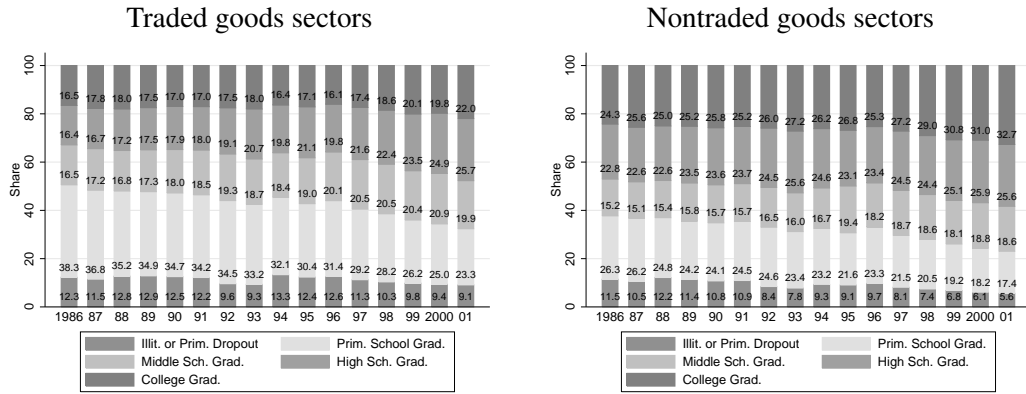 Traded goods sectors
Share
100
80
60
40
20
0
16.5 17.8 18.0 17.5 17.0 17.0 17.5 18.0 16.4 17.1 16.1 17.4 18.6 20.1 19.8 22.0
16.4 16.7 17.2 17.5 17.9 18.0 19.1 20.7 19.8 21.1 19.8 21.6 22.4 23.5 24.9 25.7
16.5 17.2 16.8 17.3 18.0 18.5 19.3 18.7 18.4 19.0 20.1 20.5 20.5 20.4 20.9 19.9
38.3 36.8 35.2 34.9 34.7 34.2 34.5 33.2 32.1 30.4 31.4 29.2 28.2 26.2 25.0 23.3
12.3 11.5 12.8 12.9 12.5 12.2 9.6 9.3 13.3 12.4 12.6 11.3 10.3 9.8 9.4 9.1
1986 87 88 89 90 91 92 93 94 95 96 97 98 99 2000 01
Illit. or Prim. Dropout Prim. School Grad.
Middle Sch. Grad. High Sch. Grad.
College Grad.
Nontraded goods sectors
Share
100
80
60
40
20
0
24.3 25.6 25.0 25.2 25.8 25.2 26.0 27.2 26.2 26.8 25.3 27.2 29.0 30.8 31.0 32.7
22.8 22.6 22.6 23.5 23.6 23.7 24.5 25.6 24.6 23.1 23.4 24.5 24.4 25.1 25.9 25.6
15.2 15.1 15.4 15.8 15.7 15.7 16.5 16.0 16.7 19.4 18.2 18.7 18.6 18.1 18.8 18.6
26.3 26.2 24.8 24.2 24.1 24.5 24.6 23.4 23.2 21.6 23.3 21.5 20.5 19.2 18.2 17.4
11.5 10.5 12.2 11.4 10.8 10.9 8.4 7.8 9.3 9.1 9.7 8.1 7.4 6.8 6.1 5.6
1986 87 88 89 90 91 92 93 94 95 96 97 98 99 2000 01
Illit. or Prim. Dropout Prim. School Grad.
Middle Sch. Grad. High Sch. Grad.
College Grad.